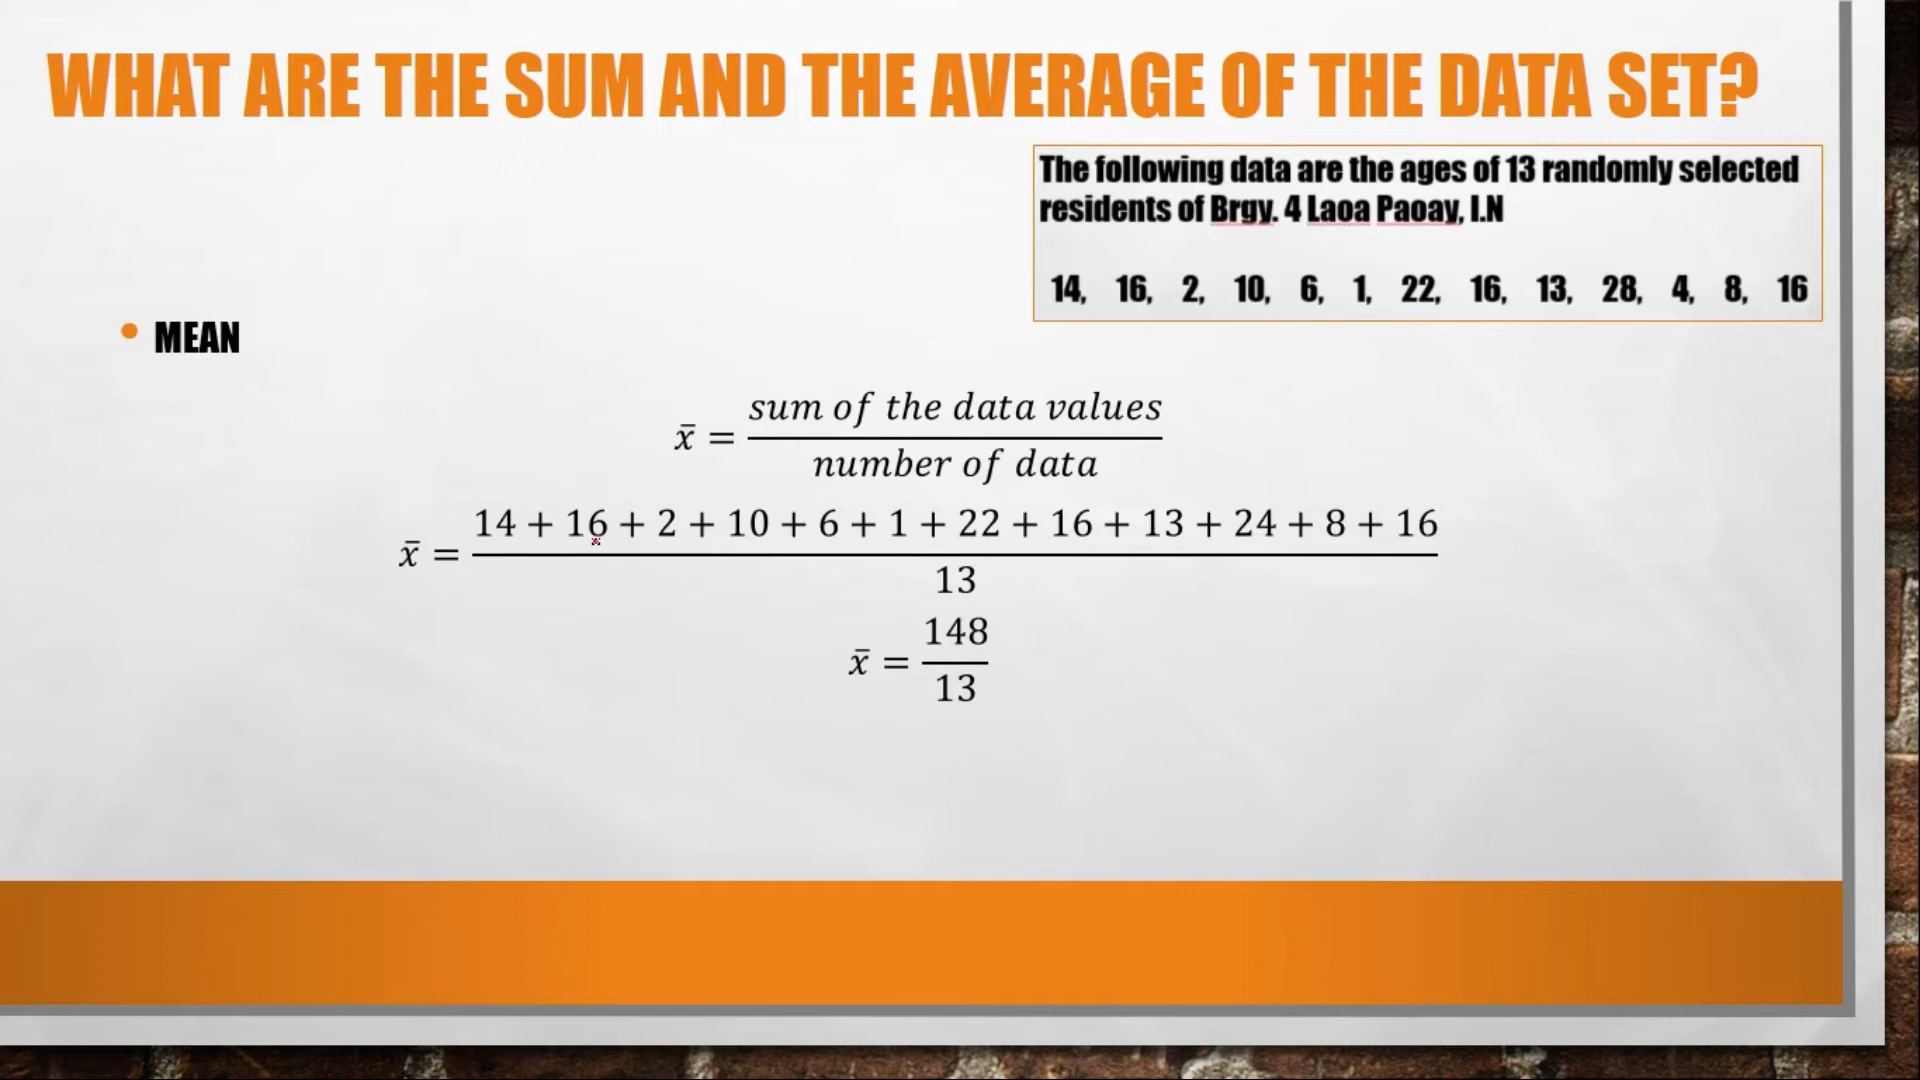 WHAT ARE THE SUM AND THE AVERAGE OF THE DATA SET?
The following data are the ages of 13 randomly selected
residents of Brgy. 4 Laoa Paoay, I.N
14, 16, 2, 10, 6, 1, 22, 16, 13, 28, 4, 8, 16
• MEAN
x̄ = sum of the data values / number of data
x̄ = 14 + 16 + 2 + 10 + 6 + 1 + 22 + 16 + 13 + 24 + 8 + 16 / 13
x̄ = 148 / 13